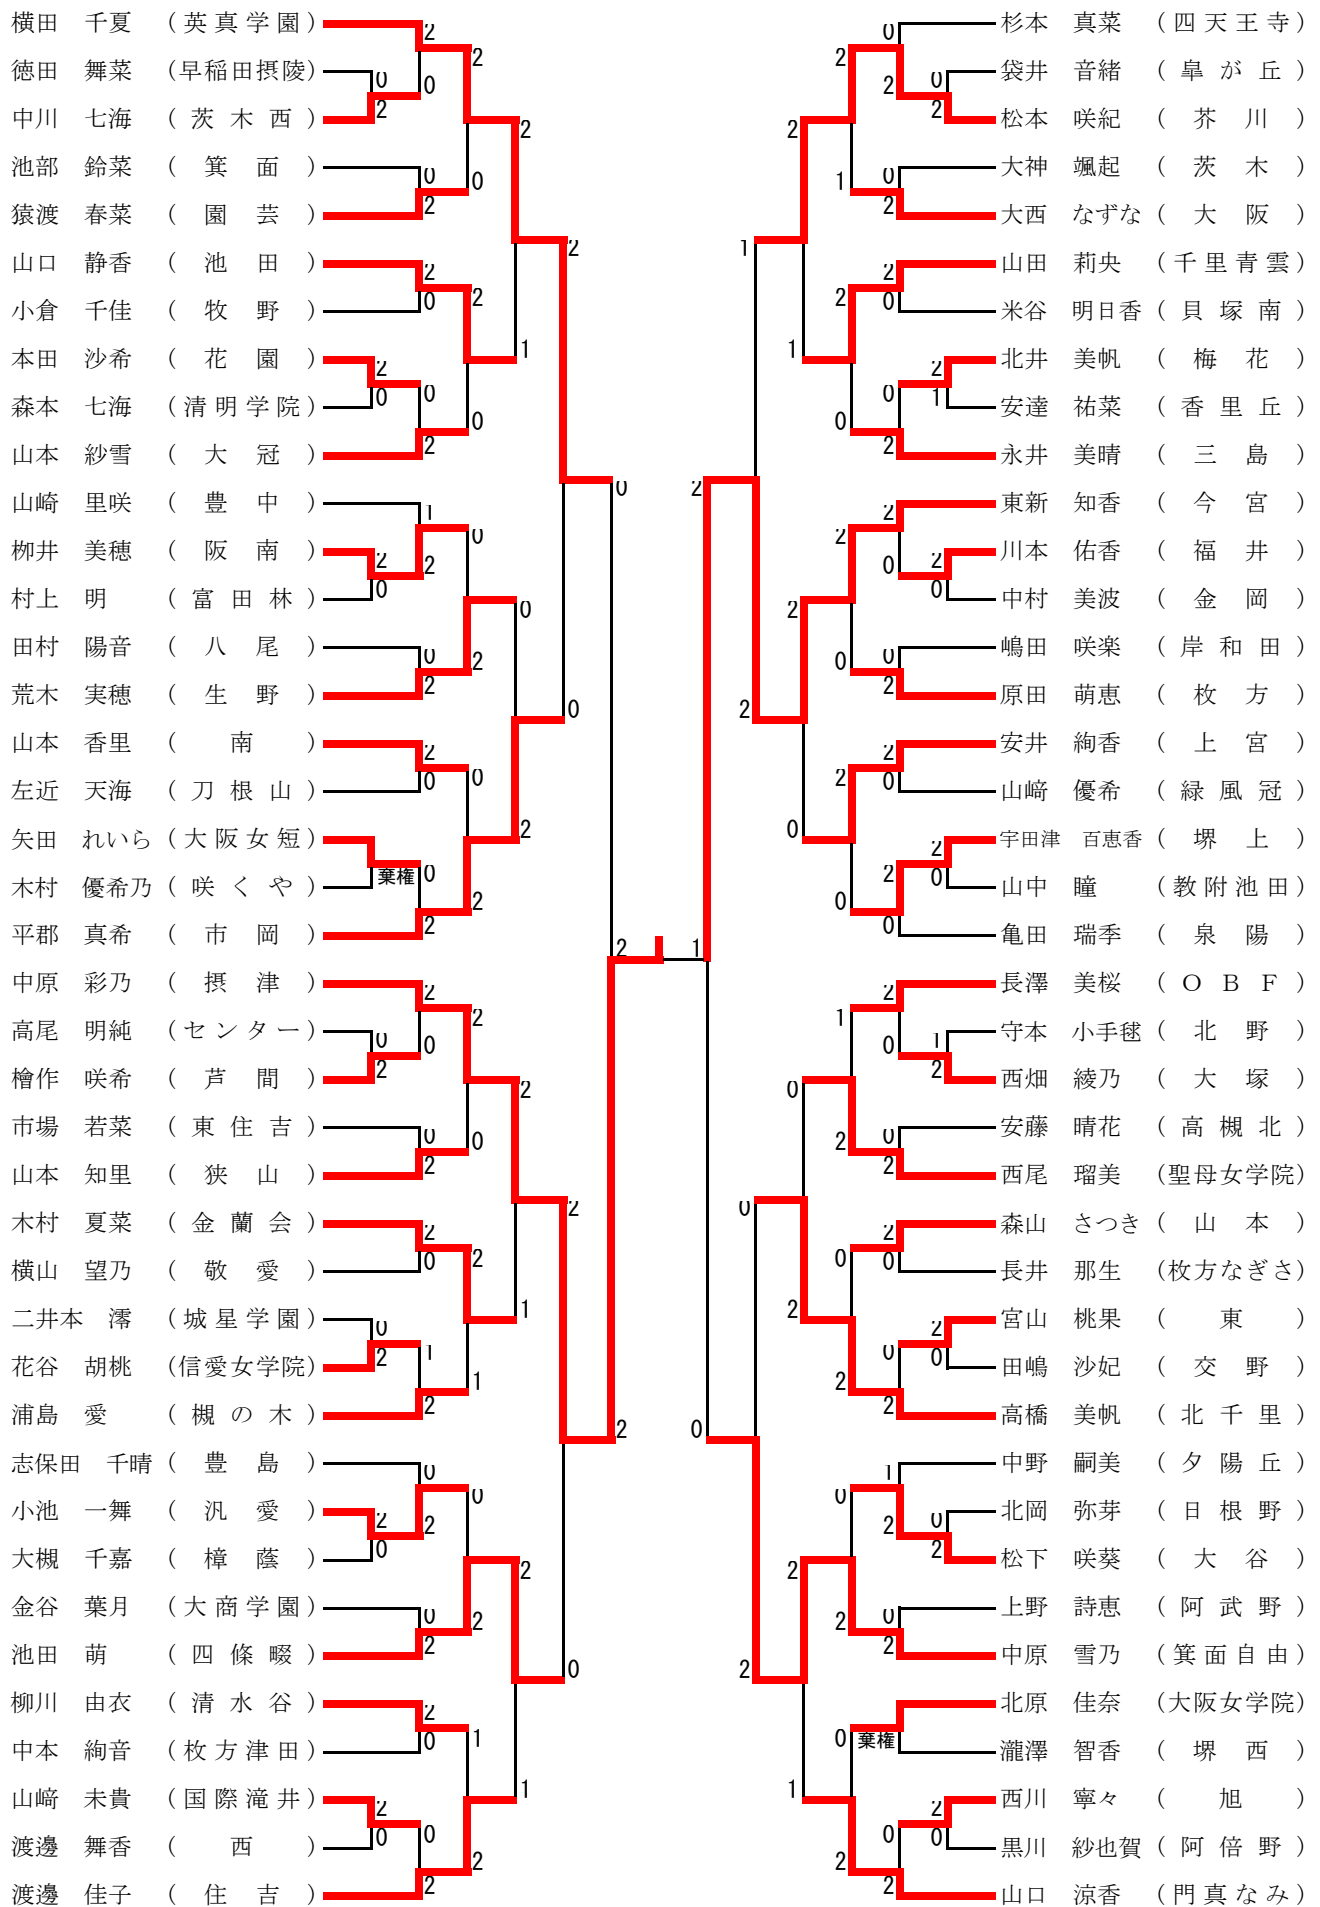 横田 千夏 (英真学園)
徳田 舞菜 (早稲田摂陵)
中川 七海 (茨木西)
池部 鈴菜 (箕面)
猿渡 春菜 (園芸)
山口 静香 (池田)
小倉 千佳 (牧野)
本田 沙希 (花園)
森本 七海 (清明学院)
山本 紗雪 (大冠)
山崎 里咲 (豊中)
栁井 美穂 (阪南)
村上 明 (富田林)
田村 陽音 (八尾)
荒木 実穂 (生野)
山本 香里 (南)
左近 天海 (刀根山)
矢田 れいら (大阪女短)
棄権
木村 優希乃 (咲くや)
平郡 真希 (市岡)
中原 彩乃 (摂津)
高尾 明純 (センター)
檜作 咲希 (芦間)
市場 若菜 (東住吉)
山本 知里 (狭山)
木村 夏菜 (金蘭会)
横山 望乃 (敬愛)
二井本 澪 (城星学園)
花谷 胡桃 (信愛女学院)
浦島 愛 (槻の木)
志保田 千晴 (豊島)
小池 一舞 (汎愛)
大槻 千嘉 (樟蔭)
金谷 葉月 (大商学園)
池田 萌 (四條畷)
柳川 由衣 (清水谷)
中本 絢音 (枚方津田)
山﨑 未貴 (国際滝井)
渡邊 舞香 (西)
渡邊 佳子 (住吉)
杉本 真菜 (四天王寺)
袋井 音緒 (皐が丘)
松本 咲紀 (芥川)
大神 颯起 (茨木)
大西 なずな (大阪)
山田 莉央 (千里青雲)
米谷 明日香 (貝塚南)
北井 美帆 (梅花)
安達 祐菜 (香里丘)
永井 美晴 (三島)
東新 知香 (今宮)
川本 佑香 (福井)
中村 美波 (金岡)
嶋田 咲楽 (岸和田)
原田 萌恵 (枚方)
安井 絢香 (上宮)
山﨑 優希 (緑風冠)
宇田津 百恵香 (堺上)
山中 瞳 (教附池田)
亀田 瑞季 (泉陽)
長澤 美桜 (OBF)
守本 小手毬 (北野)
西畑 綾乃 (大塚)
安藤 晴花 (高槻北)
西尾 瑠美 (聖母女学院)
森山 さつき (山本)
長井 那生 (枚方なぎさ)
宮山 桃果 (東)
田嶋 沙妃 (交野)
高橋 美帆 (北千里)
中野 嗣美 (夕陽丘)
北岡 弥芽 (日根野)
松下 咲葵 (大谷)
上野 詩恵 (阿武野)
中原 雪乃 (箕面自由)
北原 佳奈 (大阪女学院)
棄権
瀧澤 智香 (堺西)
西川 寧々 (旭)
黒川 紗也賀 (阿倍野)
山口 涼香 (門真なみ)